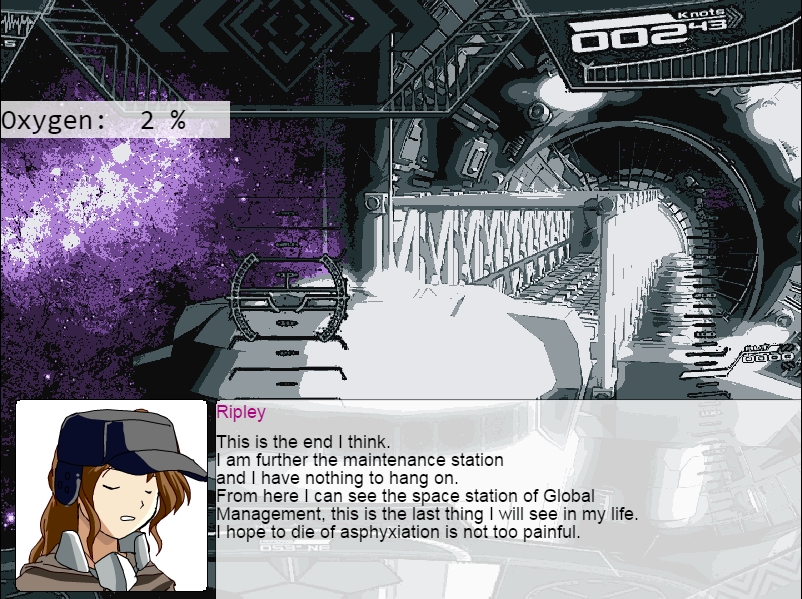 Knots
00243
S
Oxygen: 2 %
0000
Ripley
This is the end I think.
I am further the maintenance station
and I have nothing to hang on.
From here I can see the space station of Global
Management, this is the last thing I will see in my life.
I hope to die of asphyxiation is not too painful.